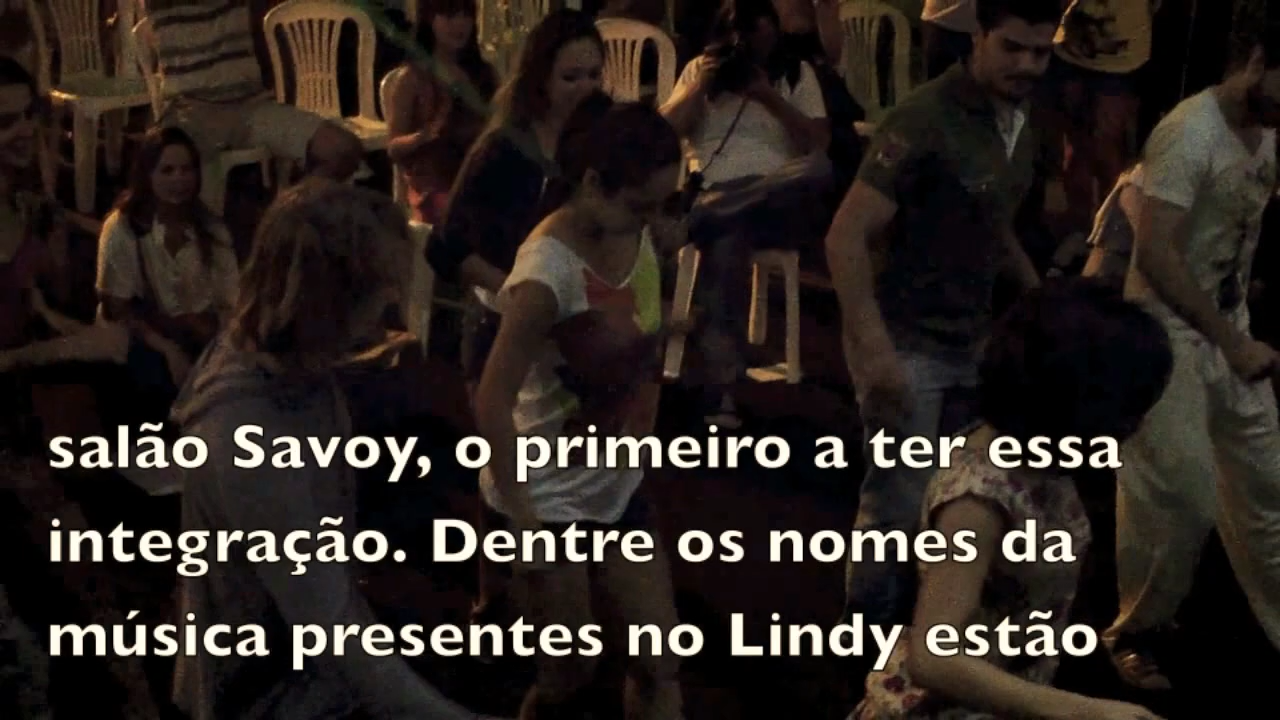 salão Savoy, o primeiro a ter essa
integração. Dentre os nomes da
música presentes no Lindy estão